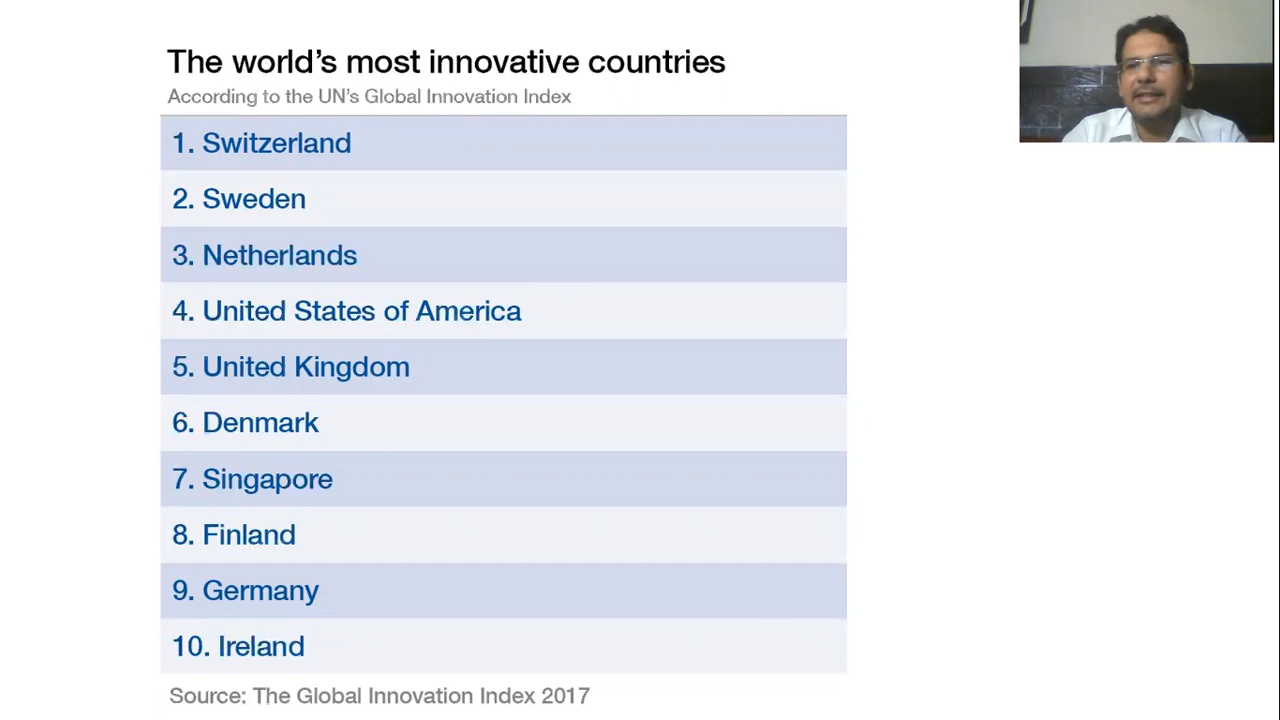 The world's most innovative countries
According to the UN's Global Innovation Index
1. Switzerland
2. Sweden
3. Netherlands
4. United States of America
5. United Kingdom
6. Denmark
7. Singapore
8. Finland
9. Germany
10. Ireland
Source: The Global Innovation Index 2017